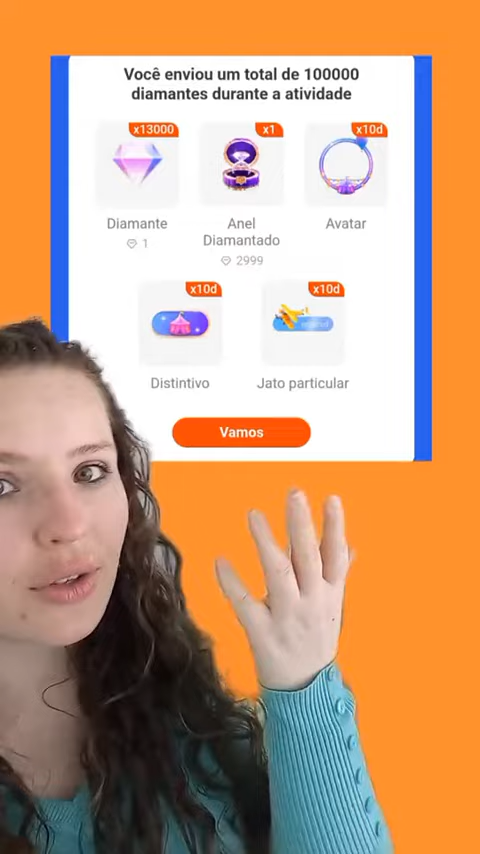 Você enviou um total de 100000
diamantes durante a atividade
x13000
x1
x10d
Diamante
1
Anel
Diamantado
2999
Avatar
x10d
x10d
Distintivo
Jato particular
Vamos